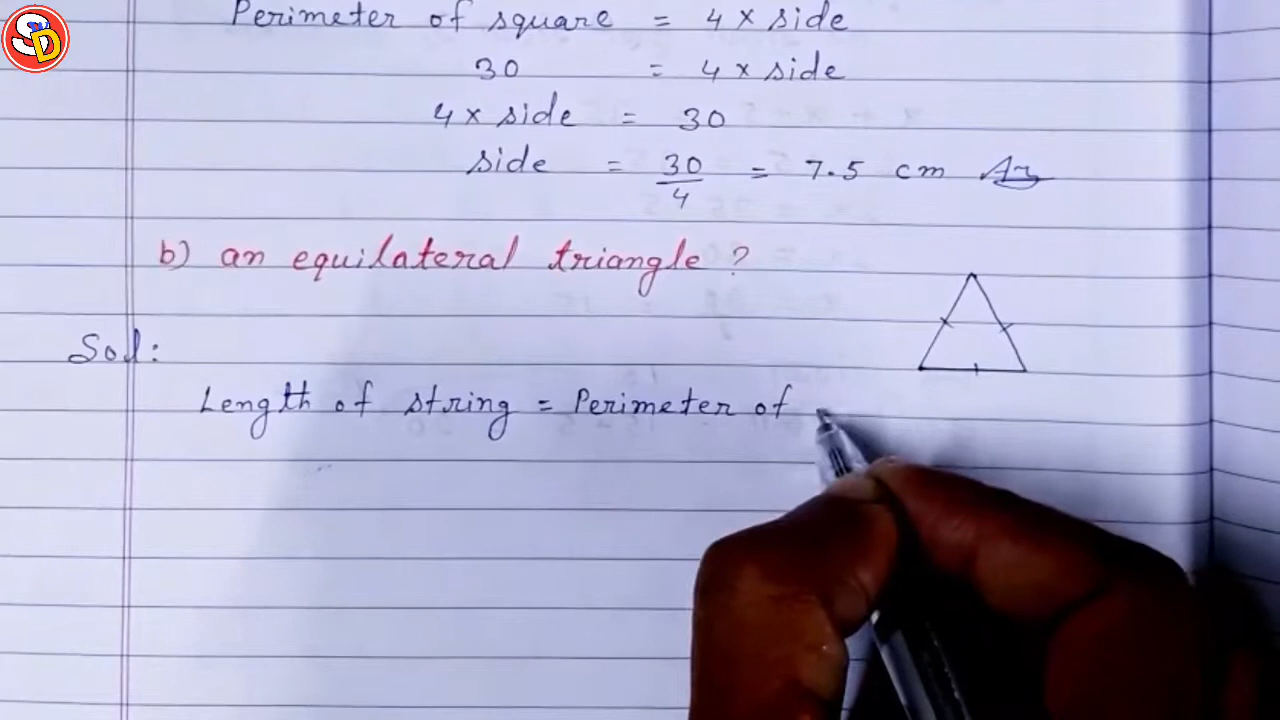 SD
Perimeter of square = 4 x side
30 = 4 x side
4 x side = 30
side = 30/4 = 7.5 cm Ans
b) an equilateral triangle ?
Sol:
Length of string = Perimeter of